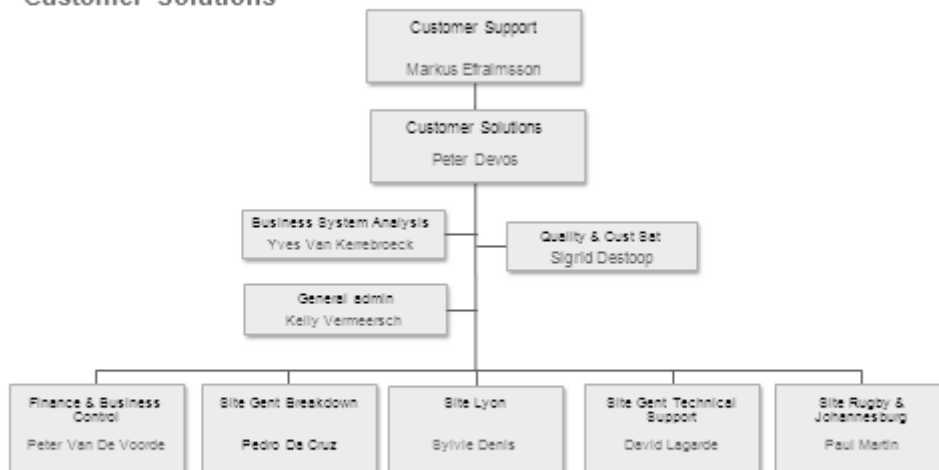 Customer Solutions
Customer Support
Markus Efraimsson
Customer Solutions
Peter Devos
Business System Analysis
Yves Van Kerrebroeck
Quality & Cust Sat
Sigrid Destoop
General admin
Kelly Vermeersch
Finance & Business
Control
Peter Van De Voorde
Site Gent Breakdown
Pedro Da Cruz
Site Lyon
Sylvie Denis
Site Gent Technical
Support
David Lagarde
Site Rugby &
Johannesburg
Paul Martin